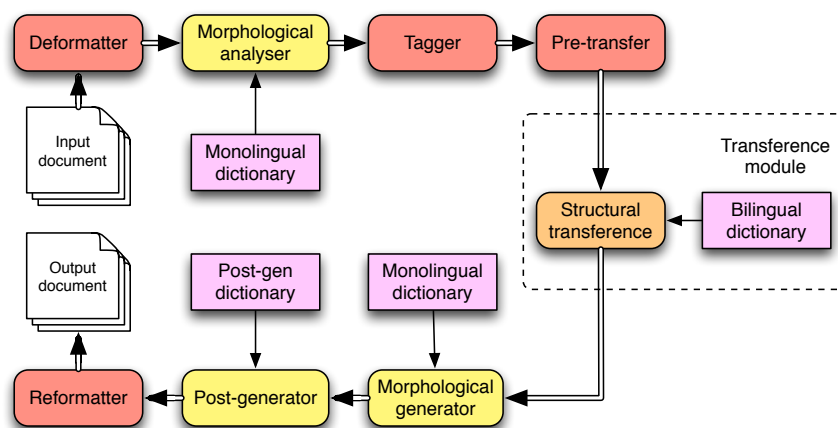 Deformatter
Morphological
analyser
Tagger
Pre-transfer
Input
document
Monolingual
dictionary
Transference
module
Structural
transference
Bilingual
dictionary
Output
document
Post-gen
dictionary
Monolingual
dictionary
Reformatter
Post-generator
Morphological
generator